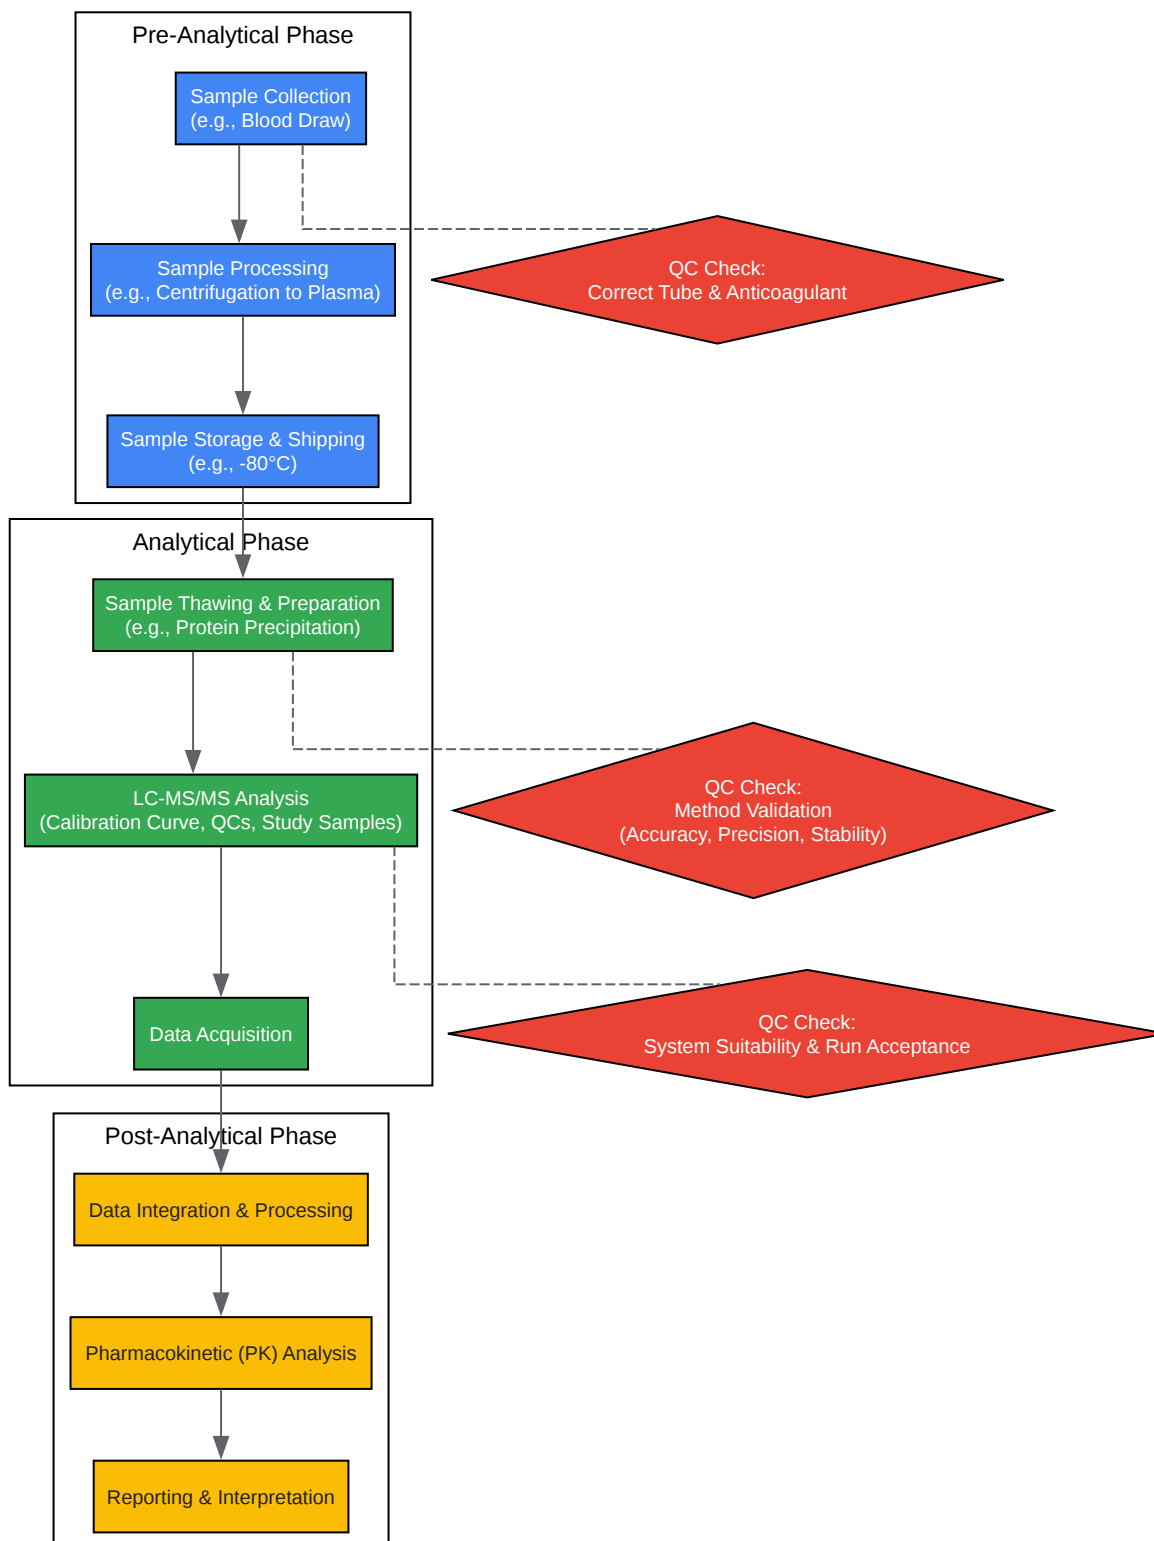 Pre-Analytical Phase
Sample Collection
(e.g., Blood Draw)
Sample Processing
(e.g., Centrifugation to Plasma)
QC Check:
Correct Tube & Anticoagulant
Sample Storage & Shipping
(e.g., -80°C)
Analytical Phase
Sample Thawing & Preparation
(e.g., Protein Precipitation)
LC-MS/MS Analysis
(Calibration Curve, QCs, Study Samples)
QC Check:
Method Validation
(Accuracy, Precision, Stability)
Data Acquisition
QC Check:
System Suitability & Run Acceptance
Post-Analytical Phase
Data Integration & Processing
Pharmacokinetic (PK) Analysis
Reporting & Interpretation